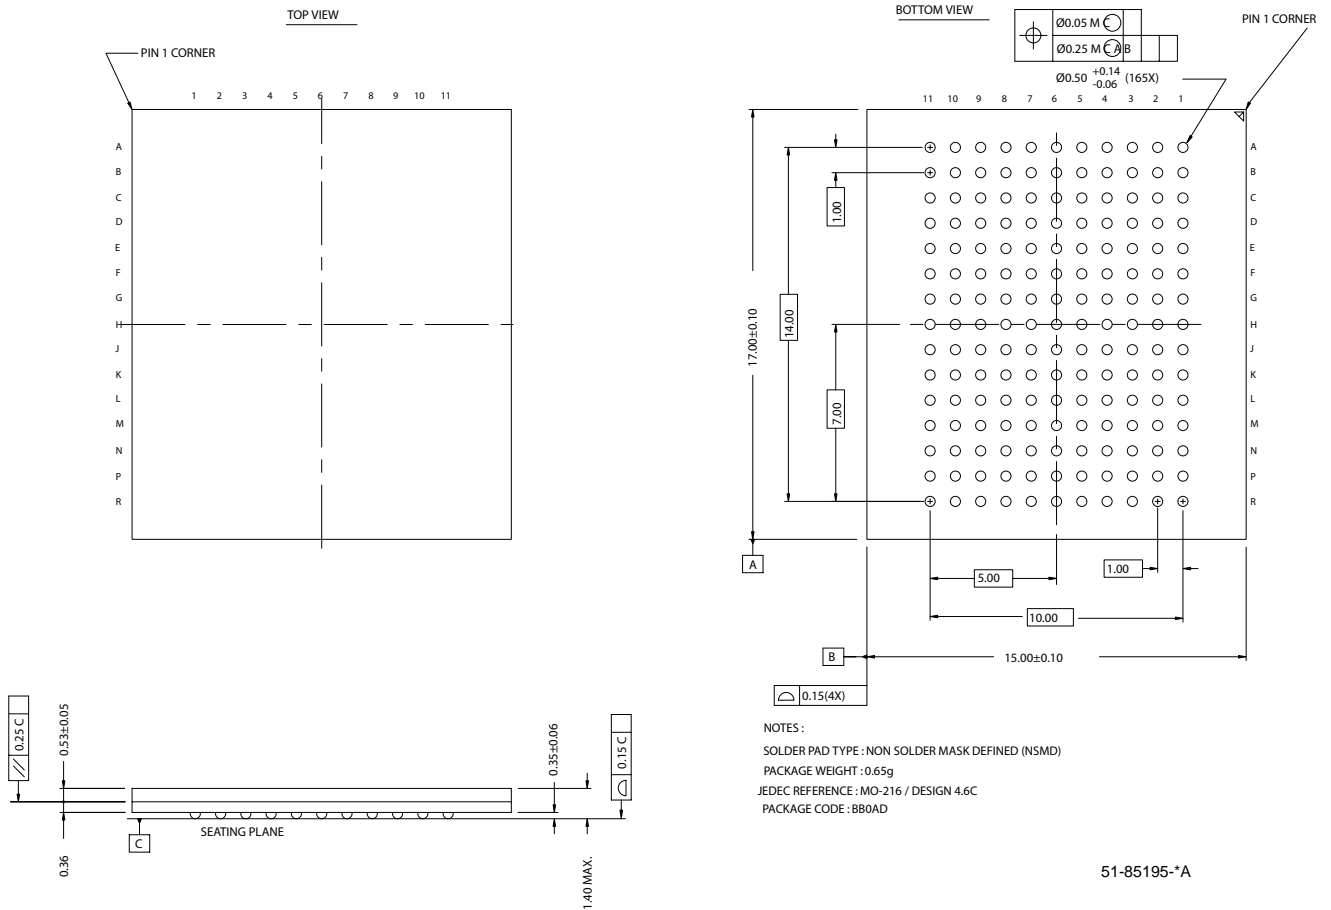 TOP VIEW
PIN 1 CORNER
1 2 3 4 5 6 7 8 9 10 11
A
B
C
D
E
F
G
H
J
K
L
M
N
P
R
BOTTOM VIEW
PIN 1 CORNER
Ø0.05 M C
Ø0.25 M C A B
Ø0.50 +0.14 -0.06 (165X)
11 10 9 8 7 6 5 4 3 2 1
A
B
C
D
E
F
G
H
J
K
L
M
N
P
R
1.00
14.00
17.00±0.10
7.00
A
5.00
1.00
10.00
B
15.00±0.10
0.15(4X)
0.25 C
0.53±0.05
0.36
C
SEATING PLANE
0.35±0.06
0.15 C
1.40 MAX.
NOTES :
SOLDER PAD TYPE : NON SOLDER MASK DEFINED (NSMD)
PACKAGE WEIGHT : 0.65g
JEDEC REFERENCE : MO-216 / DESIGN 4.6C
PACKAGE CODE : BB0AD
51-85195-*A